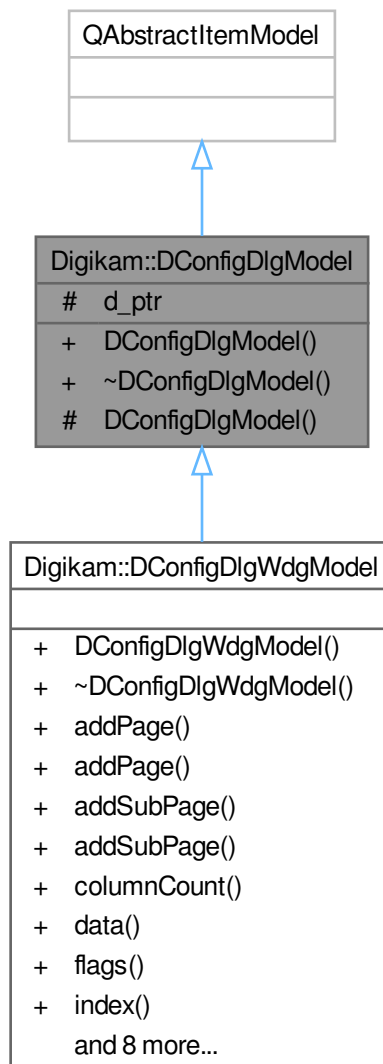 QAbstractItemModel
Digikam::DConfigDlgModel
# d_ptr
+ DConfigDlgModel()
+ ~DConfigDlgModel()
# DConfigDlgModel()
Digikam::DConfigDlgWdgModel
+ DConfigDlgWdgModel()
+ ~DConfigDlgWdgModel()
+ addPage()
+ addPage()
+ addSubPage()
+ addSubPage()
+ columnCount()
+ data()
+ flags()
+ index()
and 8 more...